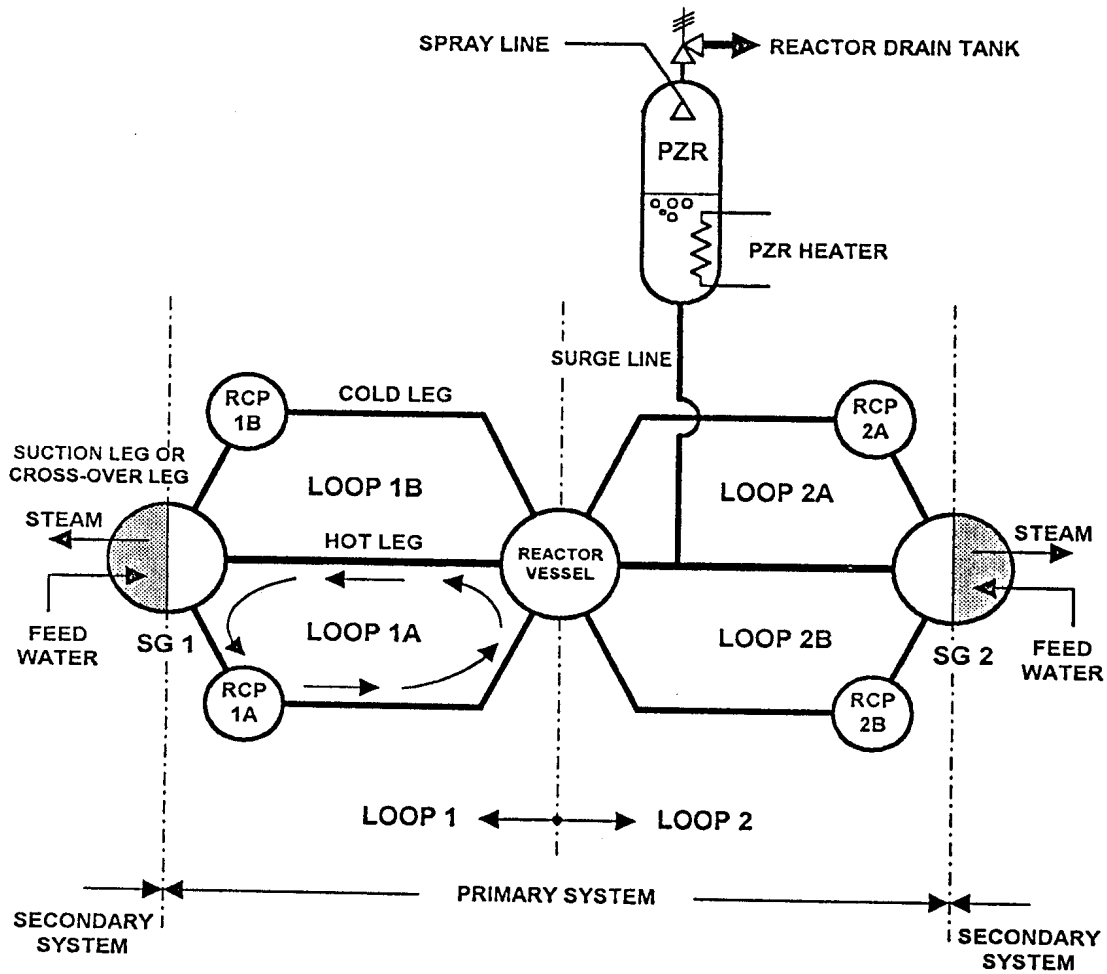 SPRAY LINE
REACTOR DRAIN TANK
PZR
PZR HEATER
SURGE LINE
RCP
1B
COLD LEG
RCP
2A
SUCTION LEG OR
CROSS-OVER LEG
LOOP 1B
LOOP 2A
STEAM
HOT LEG
REACTOR
VESSEL
STEAM
FEED
WATER
SG 1
LOOP 1A
LOOP 2B
SG 2
FEED
WATER
RCP
1A
RCP
2B
LOOP 1
LOOP 2
PRIMARY SYSTEM
SECONDARY
SYSTEM
SECONDARY
SYSTEM